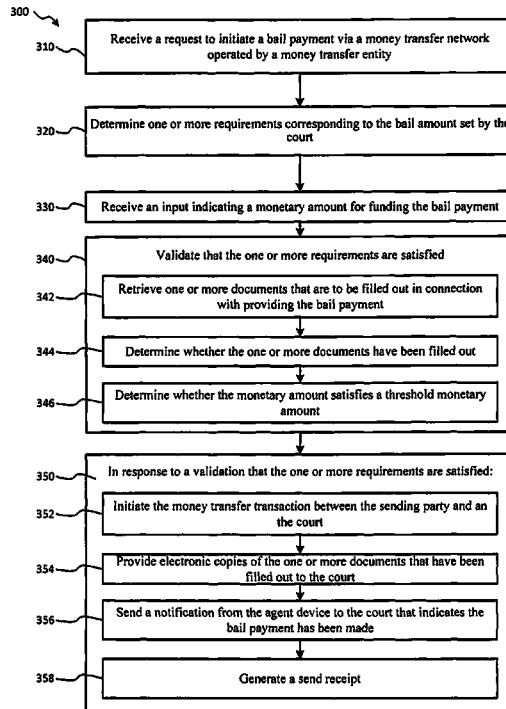 300
310
Receive a request to initiate a bail payment via a money transfer network
operated by a money transfer entity
320
Determine one or more requirements corresponding to the bail amount set by the
court
330
Receive an input indicating a monetary amount for funding the bail payment
340
Validate that the one or more requirements are satisfied
342
Retrieve one or more documents that are to be filled out in connection
with providing the bail payment
344
Determine whether the one or more documents have been filled out
346
Determine whether the monetary amount satisfies a threshold monetary
amount
350
In response to a validation that the one or more requirements are satisfied:
352
Initiate the money transfer transaction between the sending party and an
the court
354
Provide electronic copies of the one or more documents that have been
filled out to the court
356
Send a notification from the agent device to the court that indicates the
bail payment has been made
358
Generate a send receipt